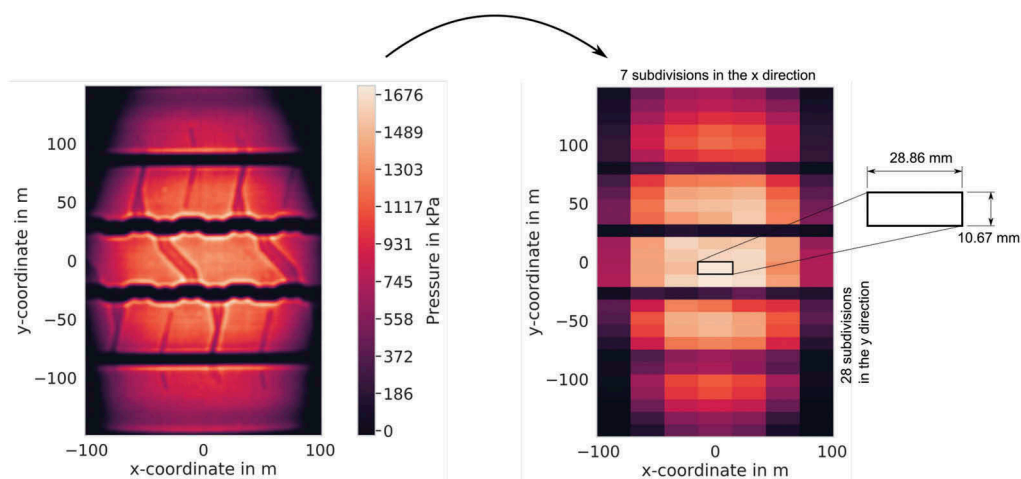 7 subdivisions in the x direction
100
50
0
−50
−100
y-coordinate in m
−100
0
100
x-coordinate in m
1676
1489
1303
1117
931
745
558
372
186
0
Pressure in kPa
100
50
0
−50
−100
y-coordinate in m
−100
0
100
x-coordinate in m
28 subdivisions
in the y direction
28.86 mm
10.67 mm